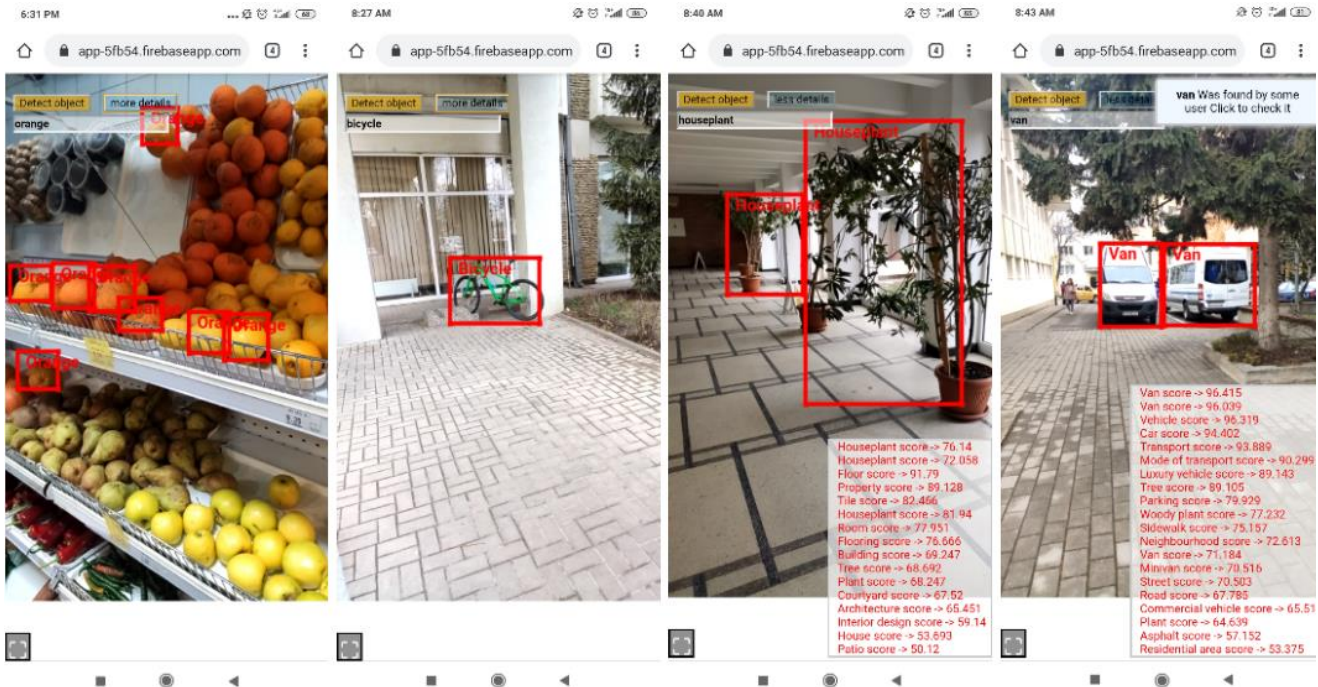 6:31 PM
... 68
app-5fb54.firebaseapp.com 4
Detect object more details
orange
Orange
Orange
Orange
Orange
Orange
Orange
8:27 AM
app-5fb54.firebaseapp.com 4
Detect object more details
bicycle
Bicycle
8:40 AM
app-5fb54.firebaseapp.com 4
Detect object less details
houseplant
Houseplant
Houseplant
Houseplant score -> 76.14
Houseplant score -> 72.058
Floor score -> 91.79
Property score -> 89.128
Tile score -> 82.466
Houseplant score -> 81.94
Room score -> 77.951
Flooring score -> 76.666
Building score -> 69.247
Tree score -> 68.692
Plant score -> 68.247
Courtyard score -> 67.52
Architecture score -> 65.451
Interior design score -> 59.14
House score -> 53.693
Patio score -> 50.12
8:43 AM
app-5fb54.firebaseapp.com 4
Detect object less detai
van Was found by some
user Click to check it
van
Van
Van
Van score -> 96.415
Van score -> 96.039
Vehicle score -> 96.319
Car score -> 94.402
Transport score -> 93.889
Mode of transport score -> 90.299
Luxury vehicle score -> 89.143
Tree score -> 89.105
Parking score -> 79.929
Woody plant score -> 77.232
Sidewalk score -> 75.157
Neighbourhood score -> 72.613
Van score -> 71.184
Minivan score -> 70.516
Street score -> 70.503
Road score -> 67.785
Commercial vehicle score -> 65.51
Plant score -> 64.639
Asphalt score -> 57.152
Residential area score -> 53.375